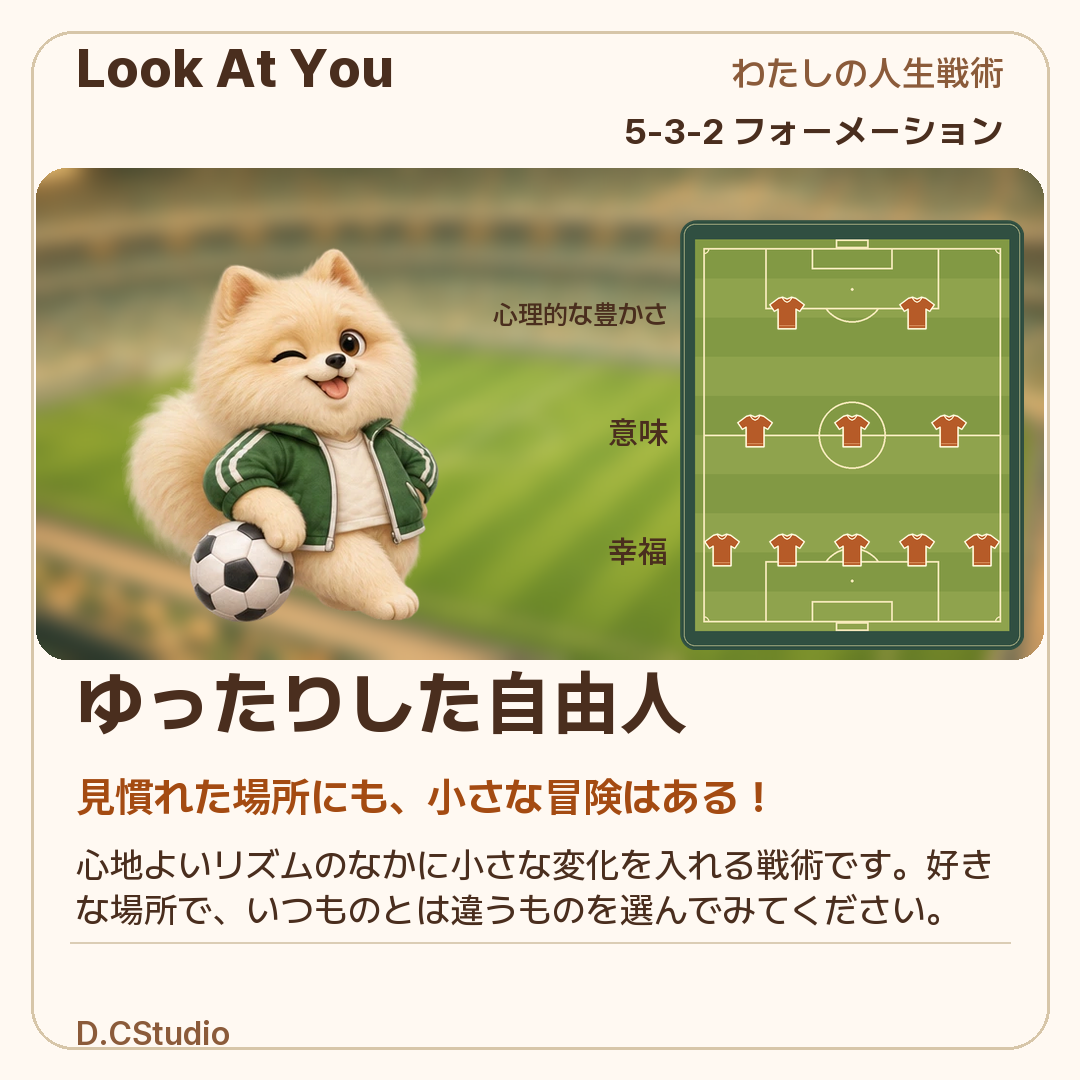 Look At You
わたしの人生戦術
5-3-2 フォーメーション
心理的な豊かさ
意味
幸福
ゆったりした自由人
見慣れた場所にも、小さな冒険はある！
心地よいリズムのなかに小さな変化を入れる戦術です。好き
な場所で、いつものとは違うものを選んでみてください。
D.CStudio